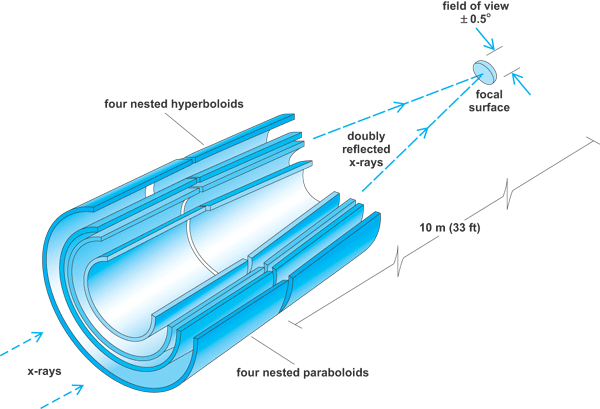 field of view
± 0.5°
focal
surface
four nested hyperboloids
doubly
reflected
x-rays
10 m (33 ft)
x-rays
four nested paraboloids